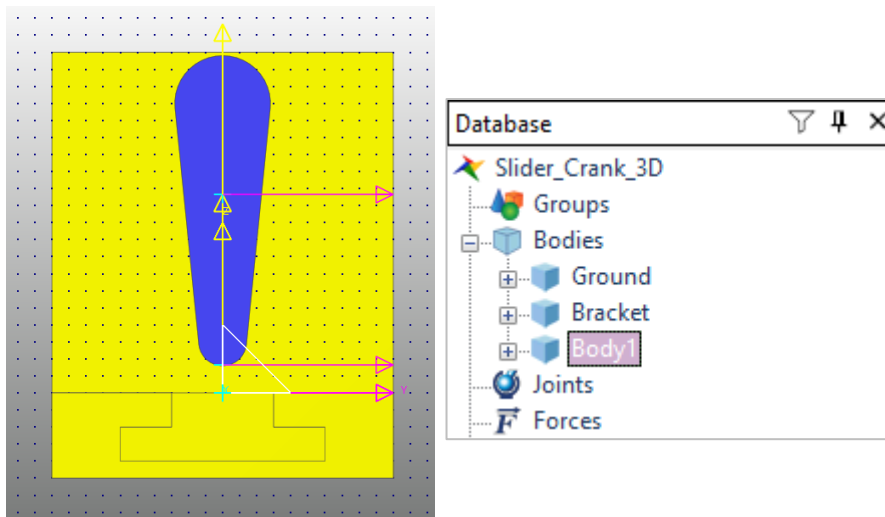 Y
Database
Slider_Crank_3D
Groups
Bodies
Ground
Bracket
Body1
Joints
F Forces